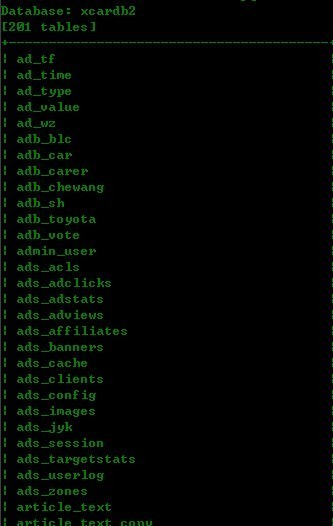 Database: xcardb2
[201 tables]
+----------------------------------------+
| ad_tf
| ad_time
| ad_type
| ad_value
| ad_wz
| adb_blc
| adb_car
| adb_carer
| adb_chewang
| adb_sh
| adb_toyota
| adb_vote
| admin_user
| ads_acls
| ads_adclicks
| ads_adstats
| ads_adviews
| ads_affiliates
| ads_banners
| ads_cache
| ads_clients
| ads_config
| ads_images
| ads_jyk
| ads_session
| ads_targetstats
| ads_userlog
| ads_zones
| article_text
| article_text_copy